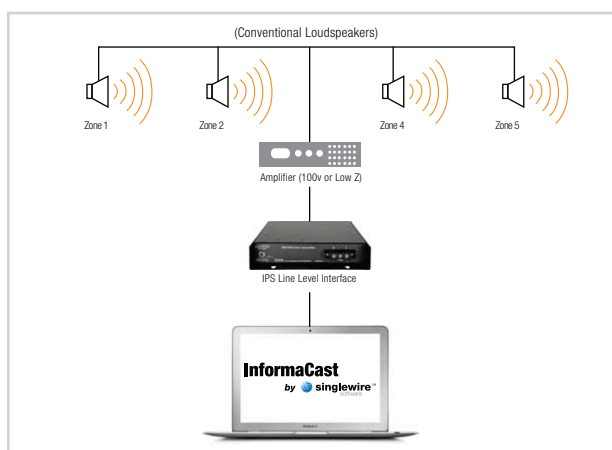 (Conventional Loudspeakers)
Zone 1
Zone 2
Zone 4
Zone 5
Amplifier (100v or Low Z)
IPS Line Level Interface
InformaCast
by singlewire™
software